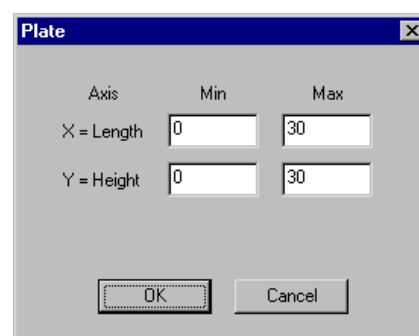 Plate
Axis Min Max
X = Length 0 30
Y = Height 0 30
OK Cancel